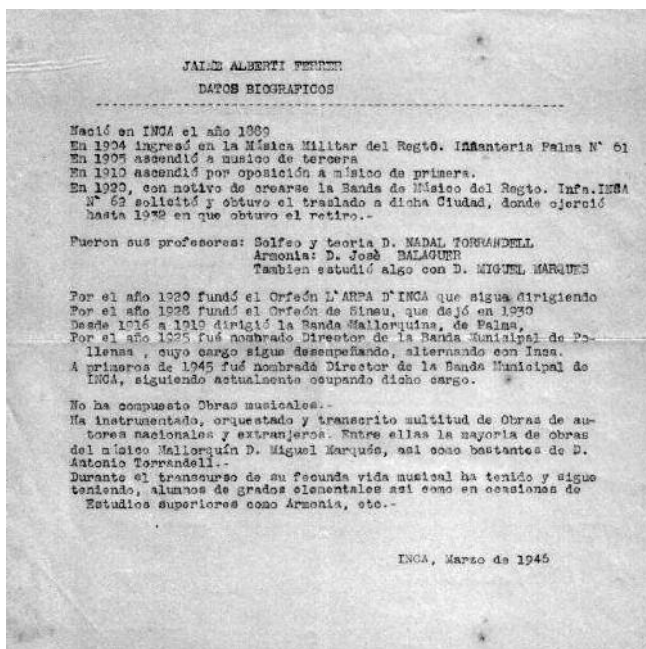 JAIME ALBERTI FERRER
DATOS BIOGRAFICOS
Nació en INCA el año 1889
En 1904 ingresó en la Música Militar del Regto. Infanteria Palma N° 61
En 1905 ascendió a musico de tercera
En 1910 ascendió por oposición a músico de primera.
En 1920, con motivo de crearse la Banda de Músico del Regto. Infa.INCA
N° 62 solicitó y obtuvo el traslado a dicha Ciudad, donde ejerció
hasta 1932 en que obtuvo el retiro.-
Fueron sus profesores: Solfeo y teoria D. NADAL TORRANDELL
Armonia: D. Josè BALAGUER
Tambien estudió algo con D. MIGUEL MARQUES
Por el año 1920 fundó el Orfeón L'ARPA D'INCA que sigue dirigiendo
Por el año 1928 fundó el Orfeón de Sineu, que dejó en 1930
Desde 1916 a 1919 dirigió la Banda Mallorquina, de Palma,
Por el año 1925 fué nombrado Director de la Banda Municipal de Po-
llensa , cuyo cargo sigue desempeñando, alternando con Inca.
A primeros de 1945 fué nombrado Director de la Banda Municipal de
INCA, siguiendo actualmente ocupando dicho cargo.
No ha compuesto Obras musicales.-
Ha instrumentado, orquestado y transcrito multitud de Obras de au-
tores nacionales y extranjeros. Entre ellas la mayoria de obras
del músico Mallorquín D. Miguel Marqués, asi como bastantes de D.
Antonio Torrandell.-
Durante el transcurso de su fecunda vida musical ha tenido y sigue
teniendo, alumnos de grados elementales asi como en ocasiones de
Estudios superiores como Armonia, etc.-
INCA, Marzo de 1946